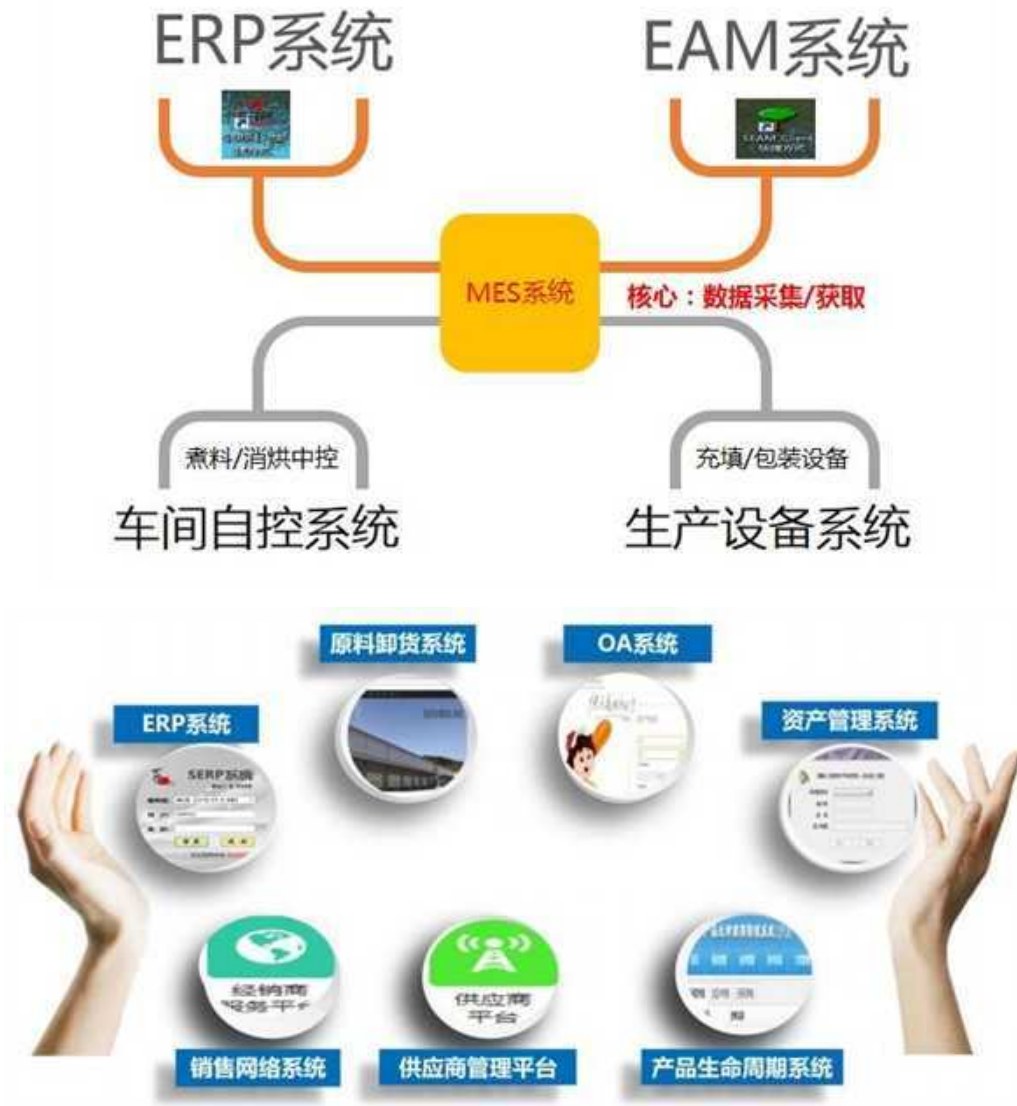 ERP系统
EAM系统
MES系统
核心：数据采集/获取
煮料/消烘中控
充填/包装设备
车间自控系统
生产设备系统
原料卸货系统
OA系统
ERP系统
资产管理系统
SERP系统
经销商
服务平台
供应商
平台
销售网络系统
供应商管理平台
产品生命周期系统